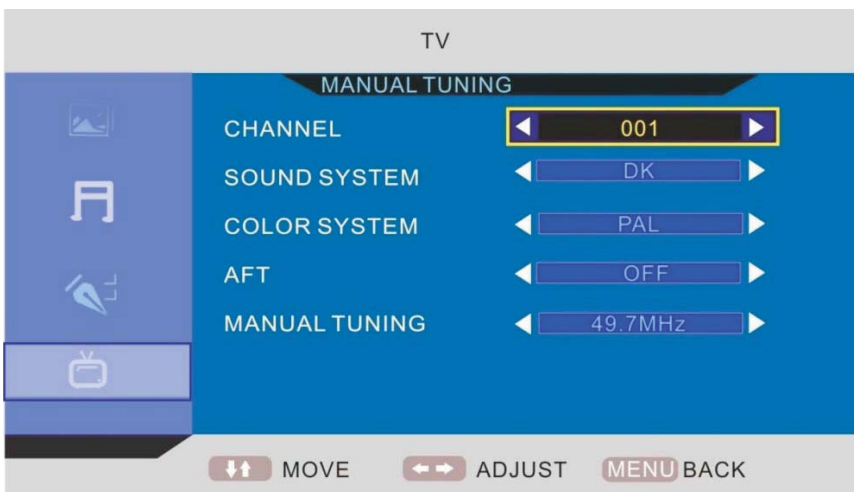 TV
MANUAL TUNING
CHANNEL 001
SOUND SYSTEM DK
COLOR SYSTEM PAL
AFT OFF
MANUAL TUNING 49.7MHz
MOVE ADJUST MENU BACK